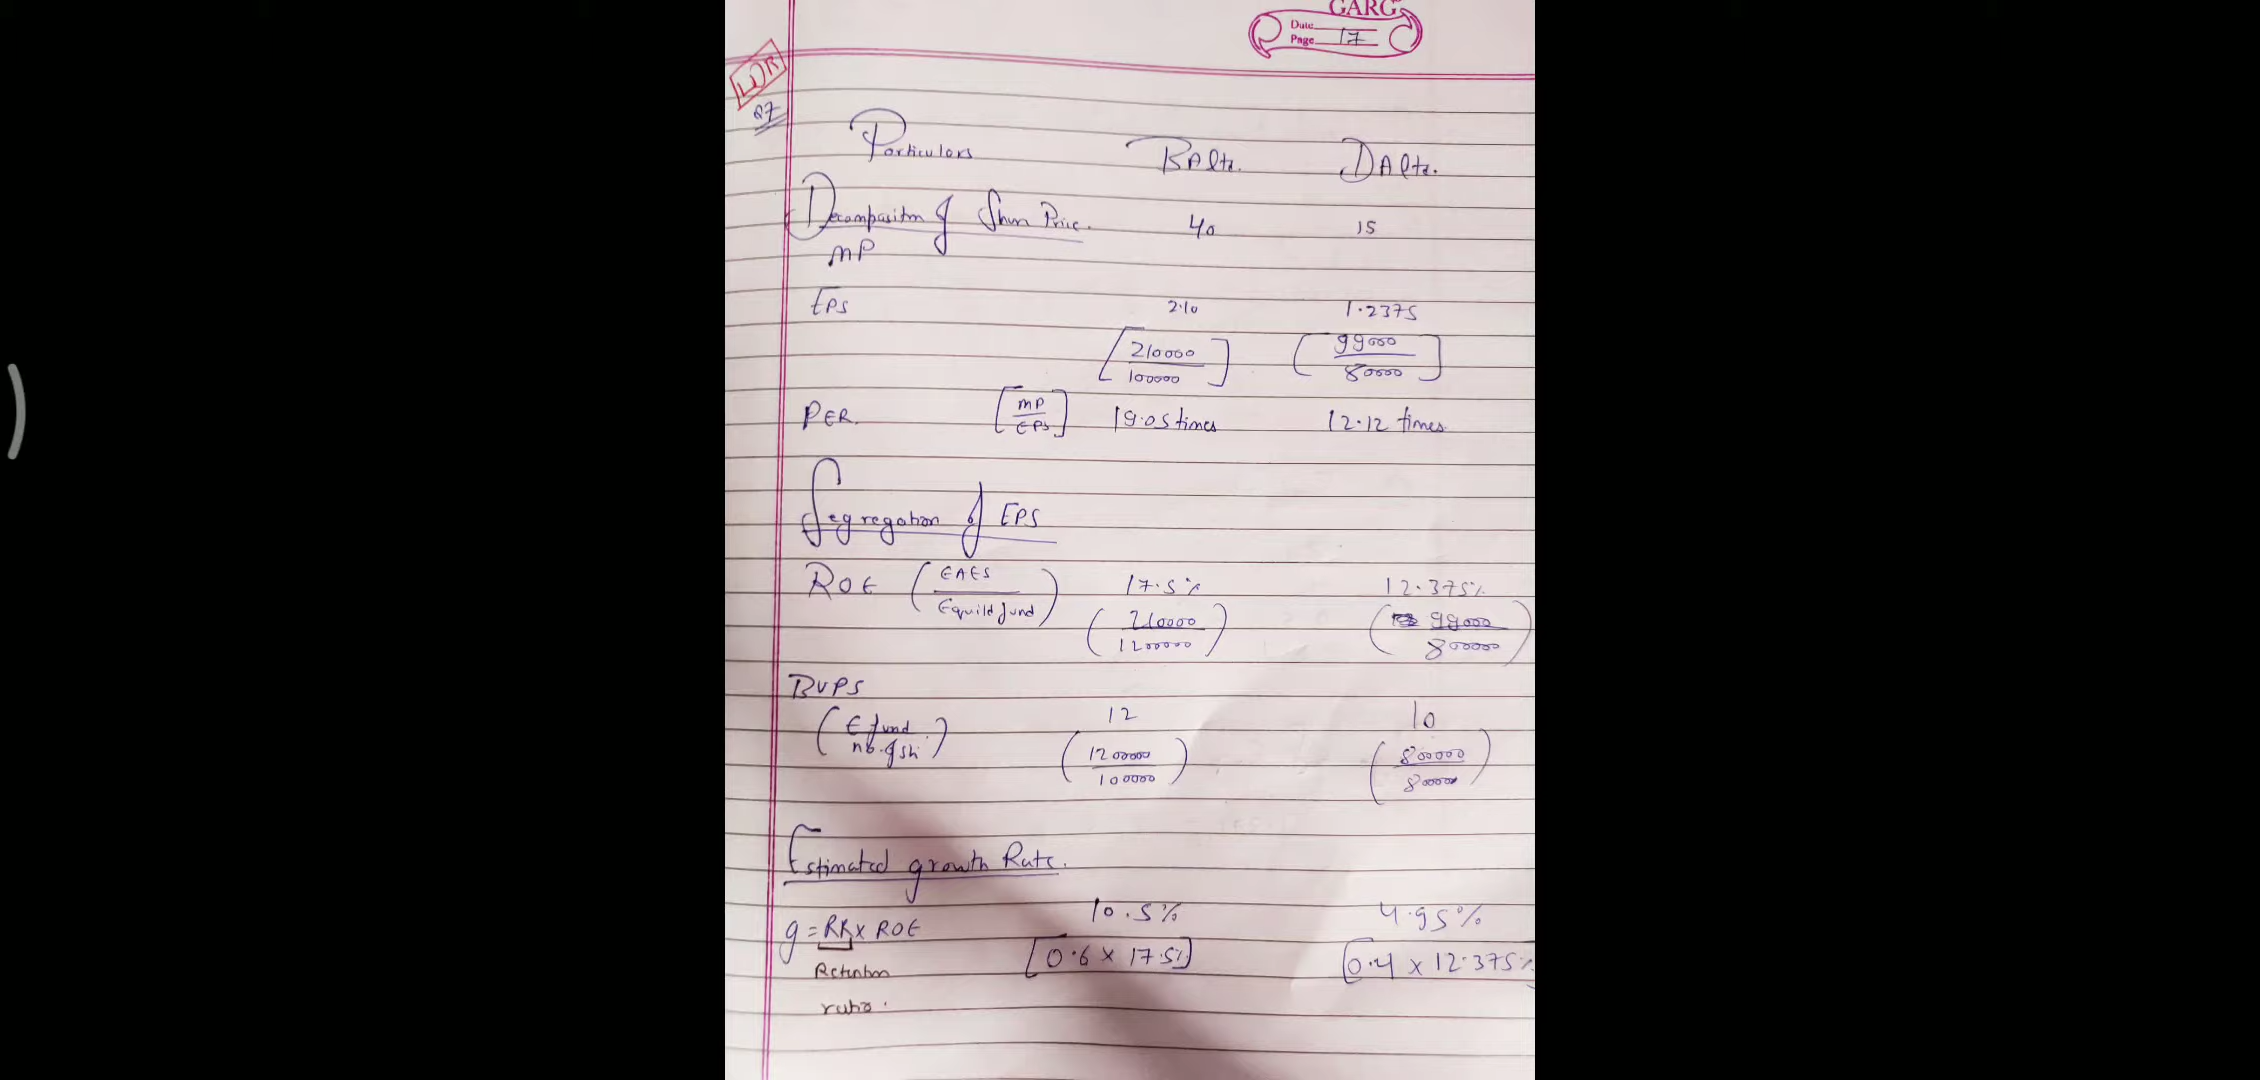 GARG
Date
Page 17
WDR
Q7
Particulars BA Ltd. DA Ltd.
Decomposition of Share Price. 40 15
MP
EPS 2.10 1.2375
[210000/100000] [99000/80000]
PER. [MP/EPS] 19.05 times 12.12 times
Segregation of EPS
ROE (EAES/Equity fund) 17.5% 12.375%
(210000/1200000) (99000/800000)
BVPS
(E fund/no. of sh.) 12 10
(1200000/100000) (800000/80000)
Estimated growth Rate.
g = RR x ROE 10.5% 4.95%
[0.6 x 17.5%] [0.4 x 12.375%
Retention
ratio.